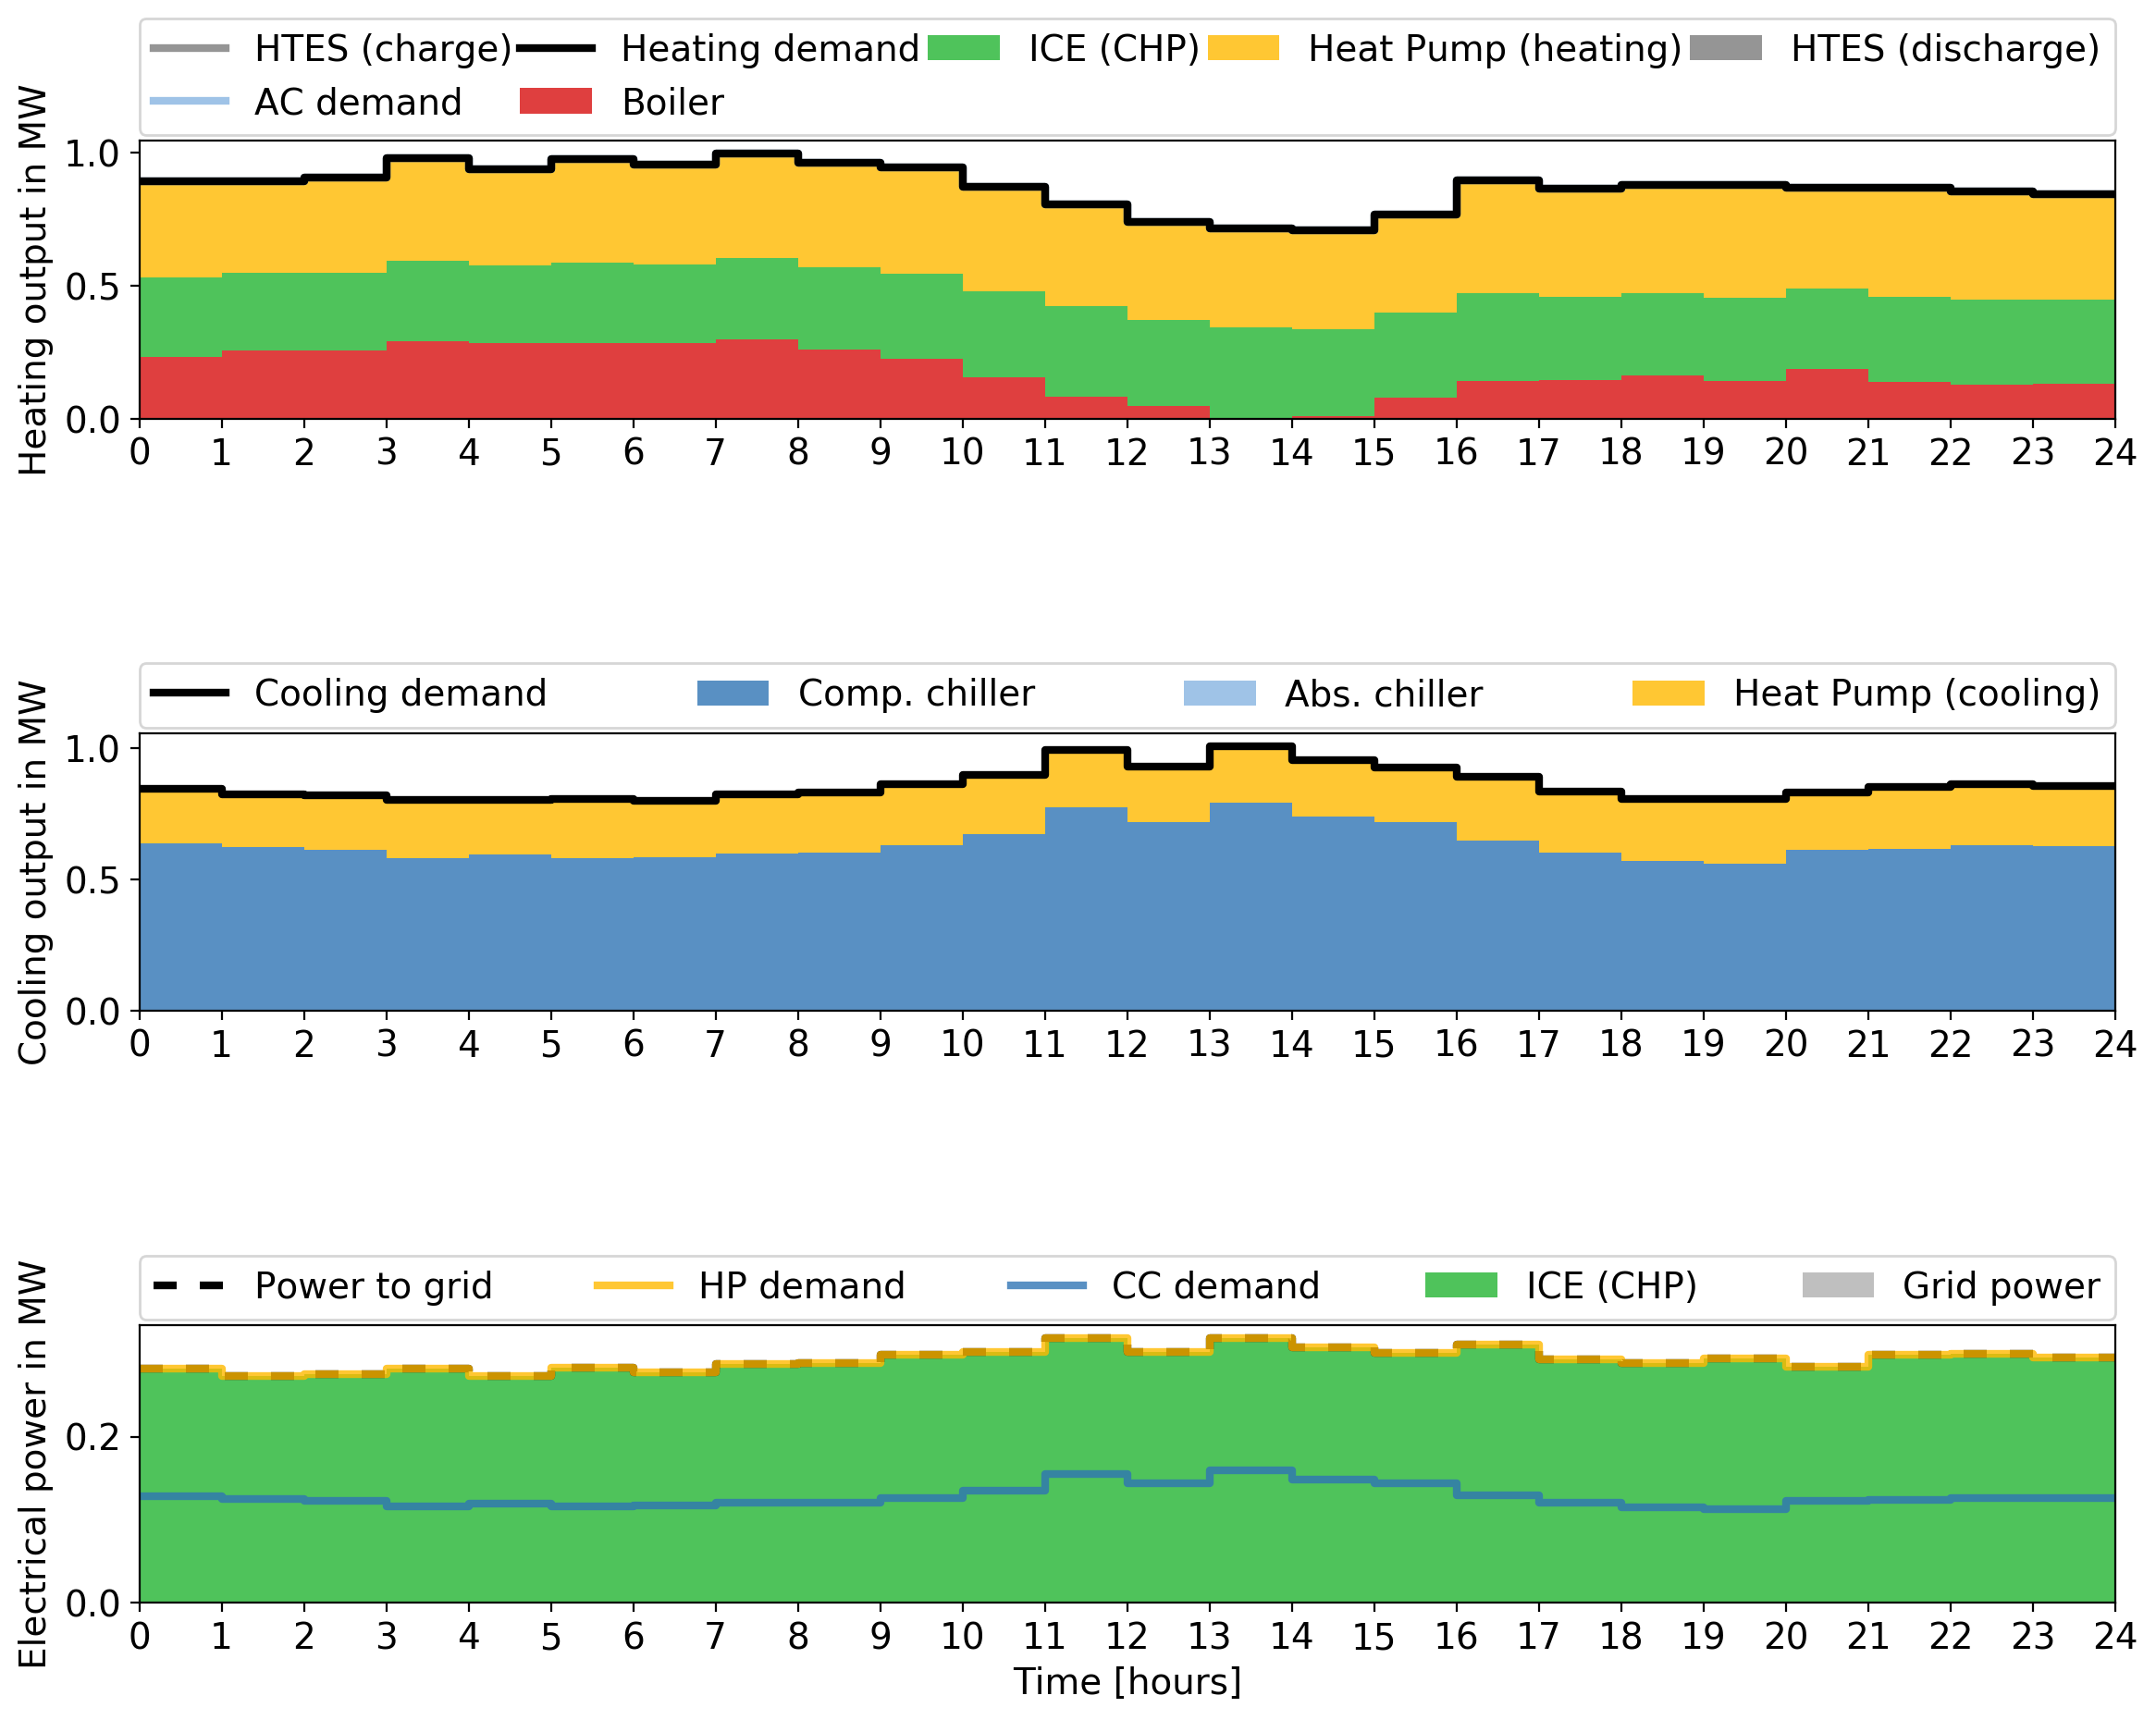 HTES (charge) Heating demand ICE (CHP) Heat Pump (heating) HTES (discharge)
AC demand Boiler
Heating output in MW
1.0
0.5
0.0
0 1 2 3 4 5 6 7 8 9 10 11 12 13 14 15 16 17 18 19 20 21 22 23 24
Cooling demand Comp. chiller Abs. chiller Heat Pump (cooling)
Cooling output in MW
1.0
0.5
0.0
0 1 2 3 4 5 6 7 8 9 10 11 12 13 14 15 16 17 18 19 20 21 22 23 24
Power to grid HP demand CC demand ICE (CHP) Grid power
Electrical power in MW
0.2
0.0
0 1 2 3 4 5 6 7 8 9 10 11 12 13 14 15 16 17 18 19 20 21 22 23 24
Time [hours]